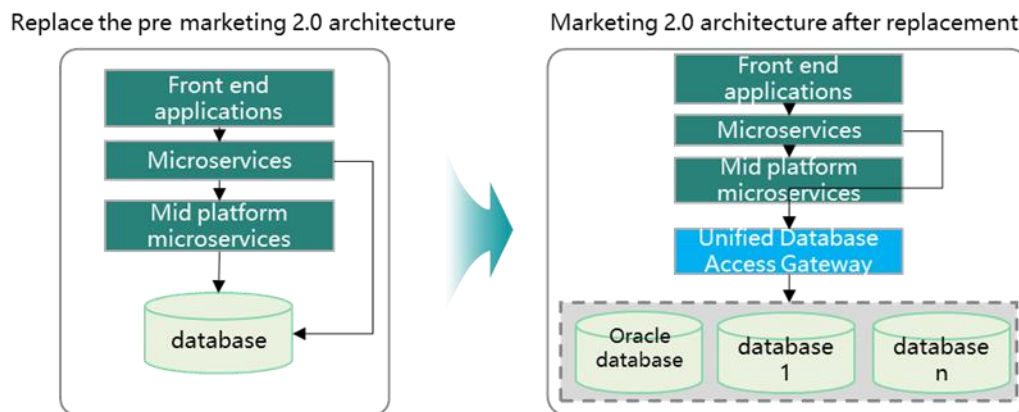 Replace the pre marketing 2.0 architecture
Front end
applications
Microservices
Mid platform
microservices
database
Marketing 2.0 architecture after replacement
Front end
applications
Microservices
Mid platform
microservices
Unified Database
Access Gateway
Oracle
database
database
1
database
n